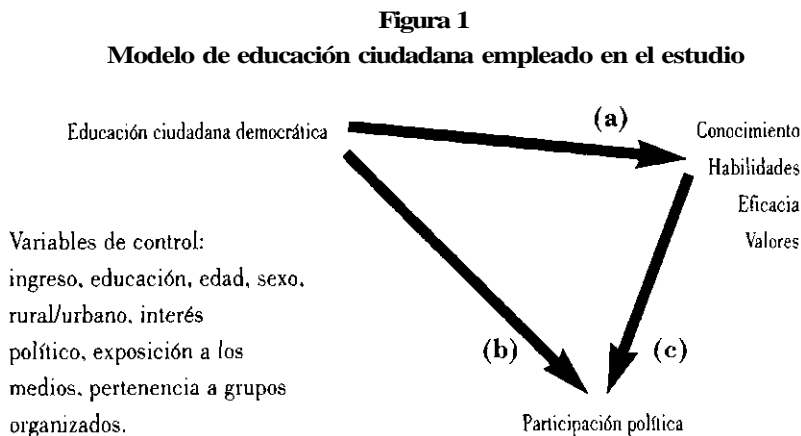 Figura 1
Modelo de educación ciudadana empleado en el estudio
(a)
Educación ciudadana democrática
Conocimiento
Habilidades
Eficacia
Valores
Variables de control:
ingreso, educación, edad, sexo,
rural/urbano, interés
político, exposición a los
medios, pertenencia a grupos
organizados.
(b)
(c)
Participación política